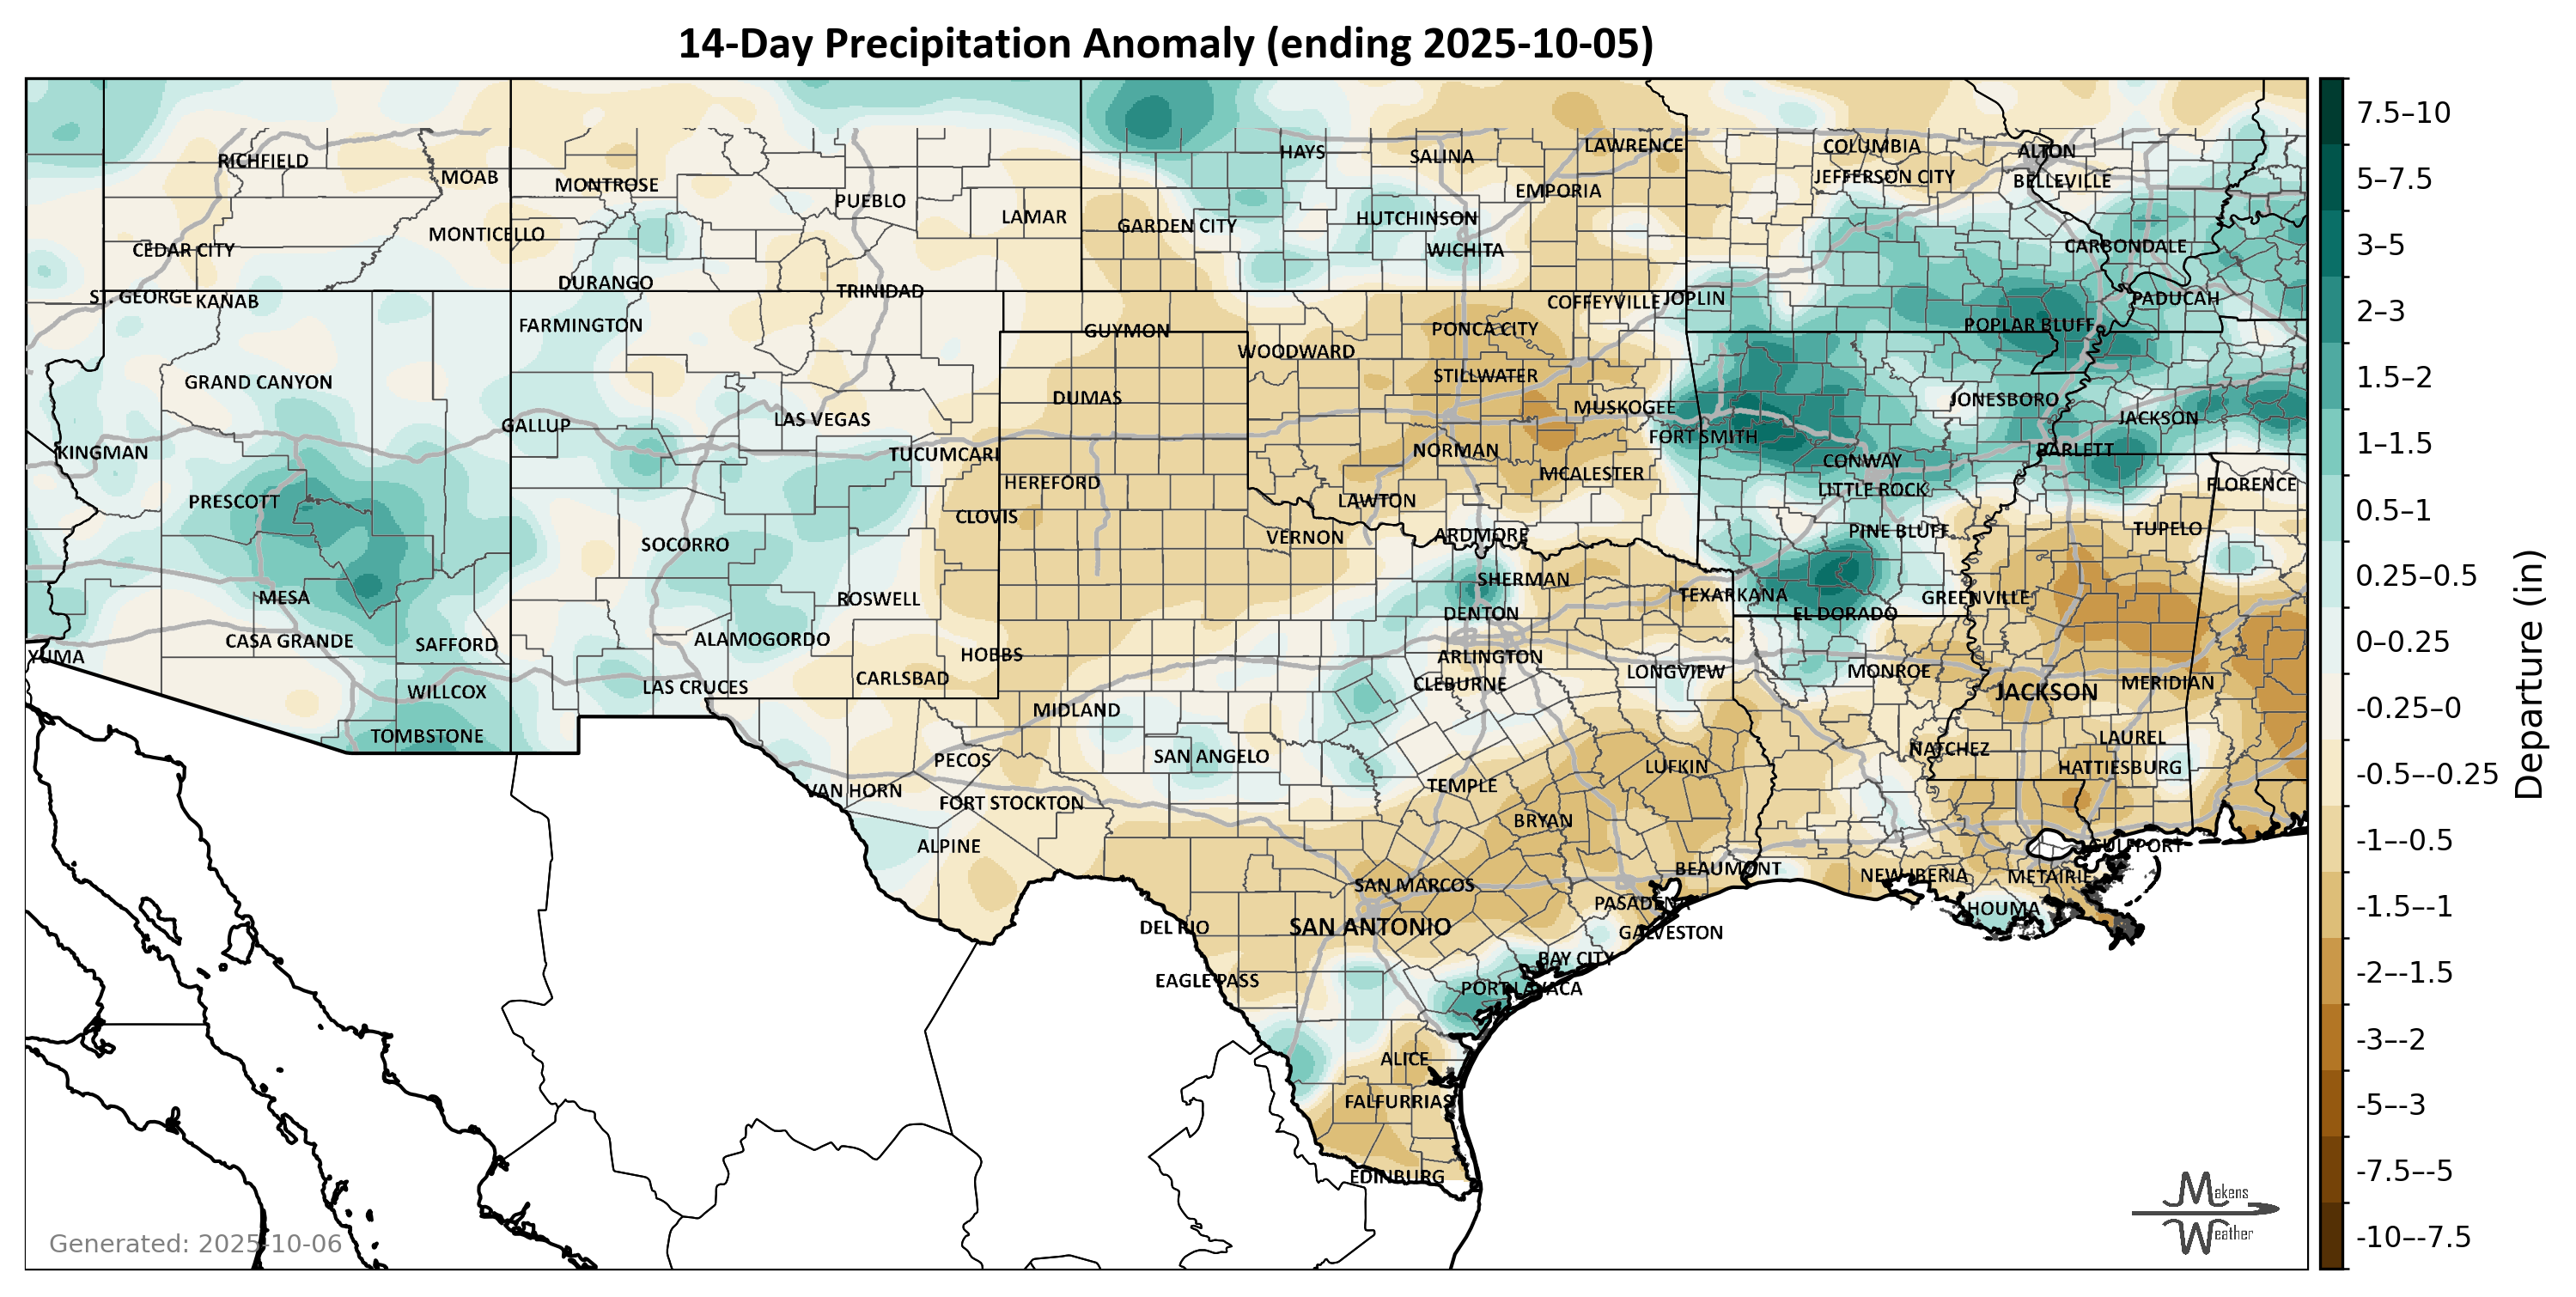 14-Day Precipitation Anomaly (ending 2025-10-05)
RICHFIELD
MOAB
MONTROSE
PUEBLO
LAMAR
HAYS
SALINA
LAWRENCE
COLUMBIA
ALTON
JEFFERSON CITY
BELLEVILLE
EMPORIA
GARDEN CITY
HUTCHINSON
WICHITA
CEDAR CITY
MONTICELLO
CARBONDALE
DURANGO
TRINIDAD
ST. GEORGE
KANAB
COFFEYVILLE
JOPLIN
PADUCAH
FARMINGTON
GUYMON
PONCA CITY
POPLAR BLUFF
WOODWARD
STILLWATER
GRAND CANYON
DUMAS
MUSKOGEE
JONESBORO
JACKSON
GALLUP
LAS VEGAS
FORT SMITH
KINGMAN
TUCUMCARI
NORMAN
CONWAY
BARLETT
PRESCOTT
HEREFORD
MCALESTER
LITTLE ROCK
FLORENCE
LAWTON
CLOVIS
VERNON
ARDMORE
PINE BLUFF
TUPELO
SOCORRO
SHERMAN
MESA
ROSWELL
DENTON
TEXARKANA
EL DORADO
GREENVILLE
CASA GRANDE
SAFFORD
ALAMOGORDO
HOBBS
ARLINGTON
YUMA
WILLCOX
LAS CRUCES
CARLSBAD
CLEBURNE
LONGVIEW
MONROE
JACKSON
MERIDIAN
TOMBSTONE
MIDLAND
SAN ANGELO
PECOS
LUFKIN
NATCHEZ
LAUREL
HATTIESBURG
VAN HORN
FORT STOCKTON
TEMPLE
BRYAN
ALPINE
BEAUMONT
GULFPORT
SAN MARCOS
NEW IBERIA
METAIRIE
PASADENA
HOUMA
DEL RIO
SAN ANTONIO
GALVESTON
BAY CITY
EAGLE PASS
PORT LAVACA
ALICE
FALFURRIAS
EDINBURG
7.5–10
5–7.5
3–5
2–3
1.5–2
1–1.5
0.5–1
0.25–0.5
0–0.25
-0.25–0
-0.5–-0.25
-1–-0.5
-1.5–-1
-2–-1.5
-3–-2
-5–-3
-7.5–-5
-10–-7.5
Departure (in)
Makens
Weather
Generated: 2025-10-06